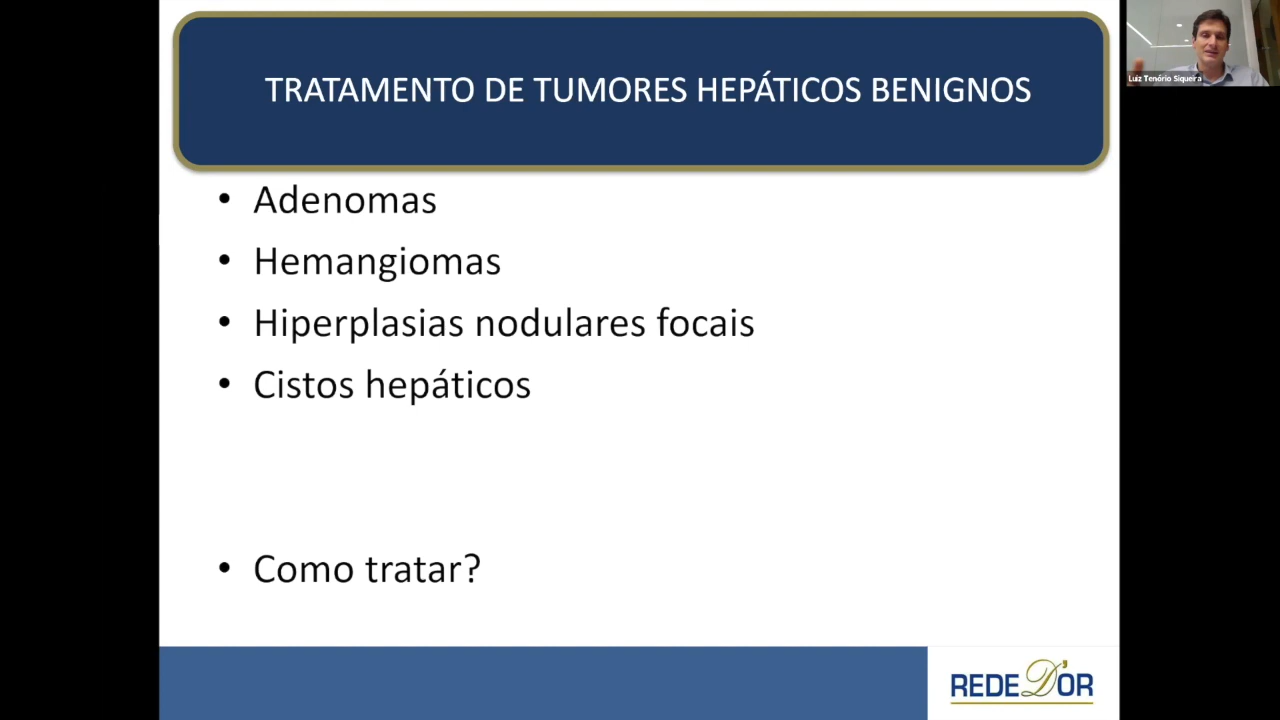 TRATAMENTO DE TUMORES HEPÁTICOS BENIGNOS
Luiz Tenório Siqueira
• Adenomas
• Hemangiomas
• Hiperplasias nodulares focais
• Cistos hepáticos
• Como tratar?
REDE D'OR